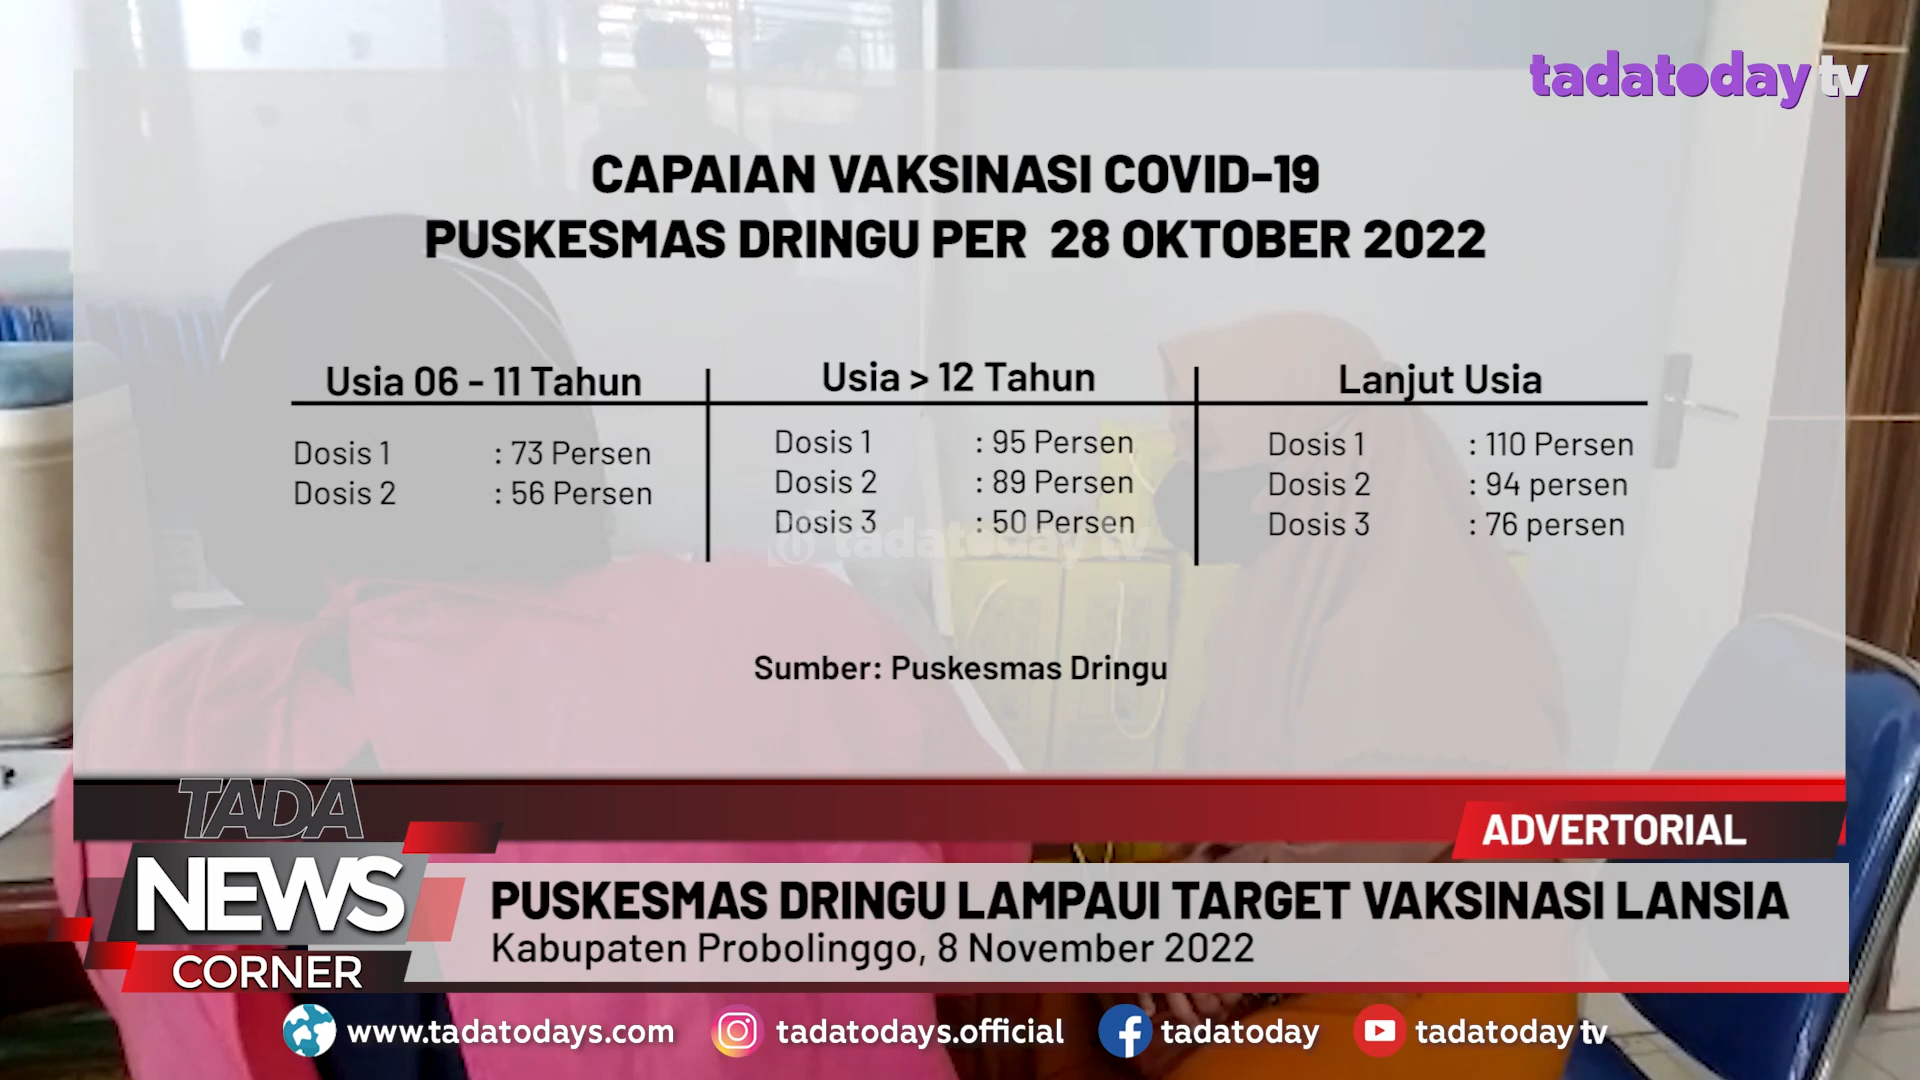 tadatoday tv
CAPAIAN VAKSINASI COVID-19
PUSKESMAS DRINGU PER 28 OKTOBER 2022
Usia 06 - 11 Tahun
Dosis 1 : 73 Persen
Dosis 2 : 56 Persen
Usia > 12 Tahun
Dosis 1 : 95 Persen
Dosis 2 : 89 Persen
Dosis 3 : 50 Persen
Lanjut Usia
Dosis 1 : 110 Persen
Dosis 2 : 94 persen
Dosis 3 : 76 persen
tadatoday tv
Sumber: Puskesmas Dringu
TADA
NEWS
CORNER
ADVERTORIAL
PUSKESMAS DRINGU LAMPAUI TARGET VAKSINASI LANSIA
Kabupaten Probolinggo, 8 November 2022
www.tadatodays.com tadatodays.official tadatoday tadatoday tv